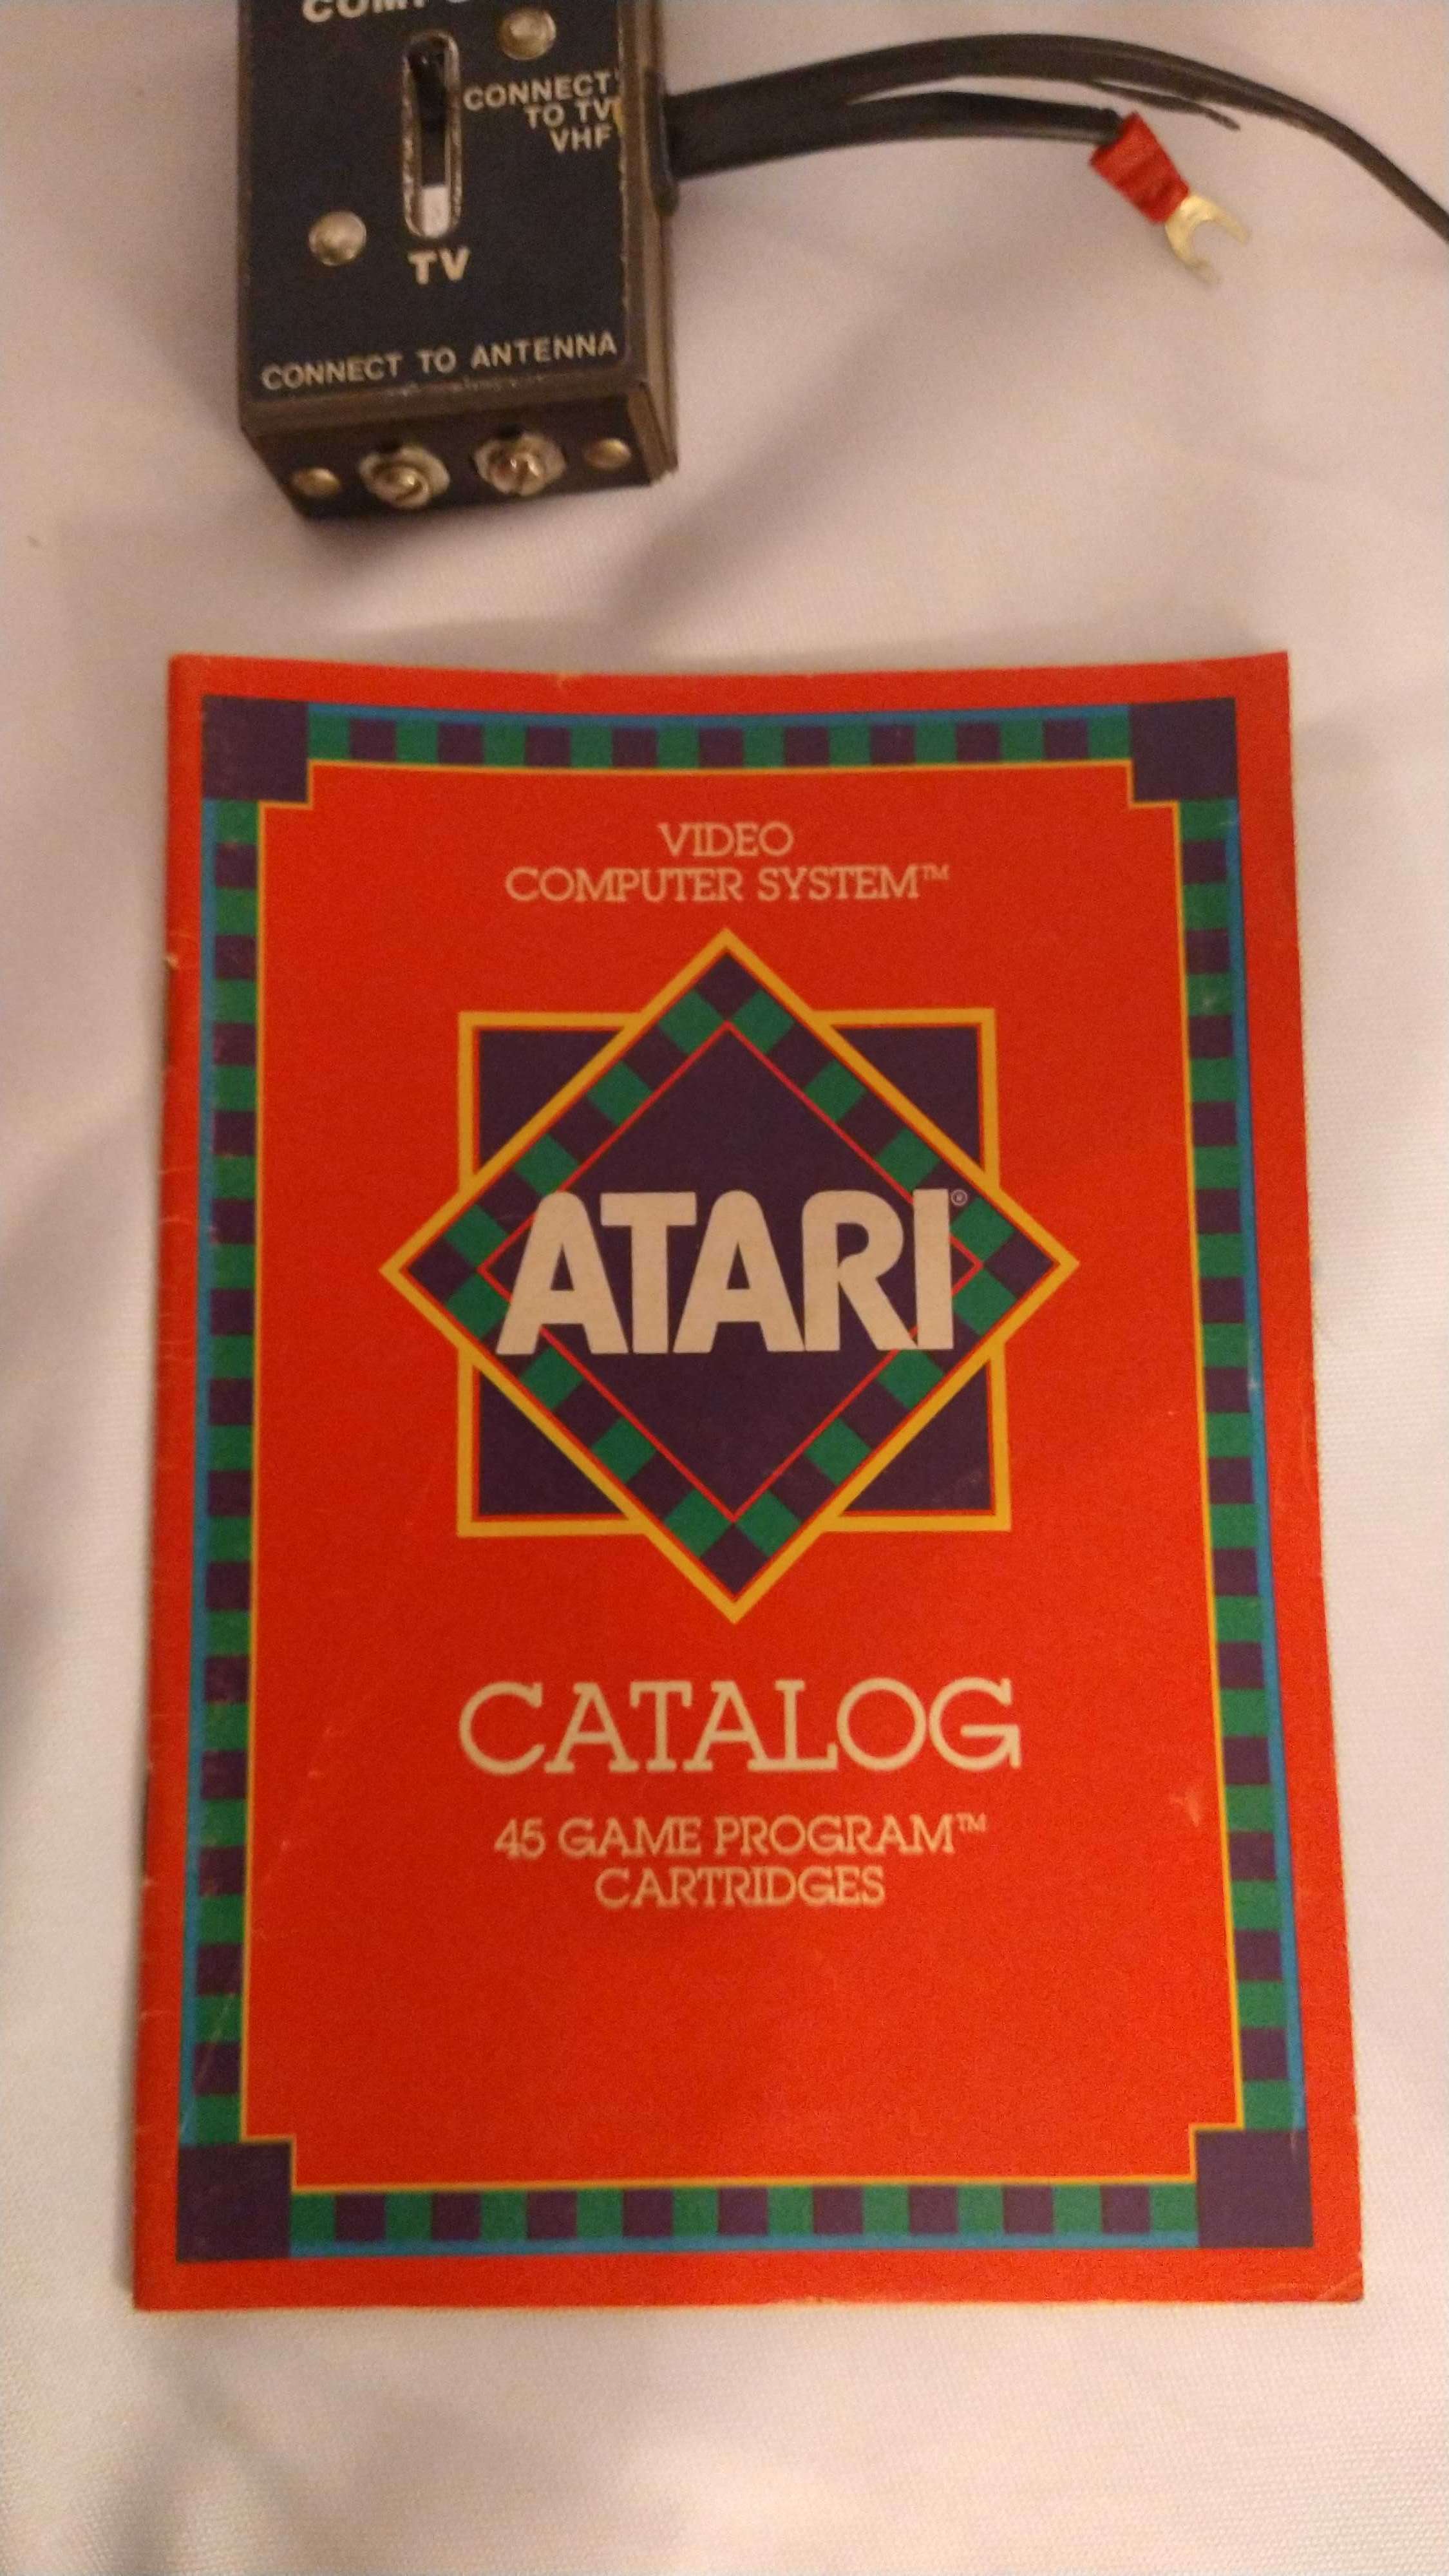 CONNECT
TO TV
VHF
TV
CONNECT TO ANTENNA
VIDEO
COMPUTER SYSTEM™
ATARI®
CATALOG
45 GAME PROGRAM™
CARTRIDGES